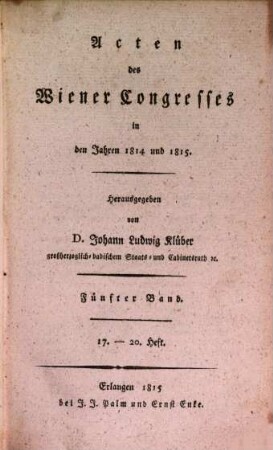 Acten
des
Wiener Congresses
in
den Jahren 1814 und 1815.
Herausgegeben
von
D. Johann Ludwig Klüber
großherzoglich-badischem Staats- und Cabinetsrath ꝛc.
Fünfter Band.
17. — 20. Heft.
Erlangen 1815
bei J. J. Palm und Ernst Enke.